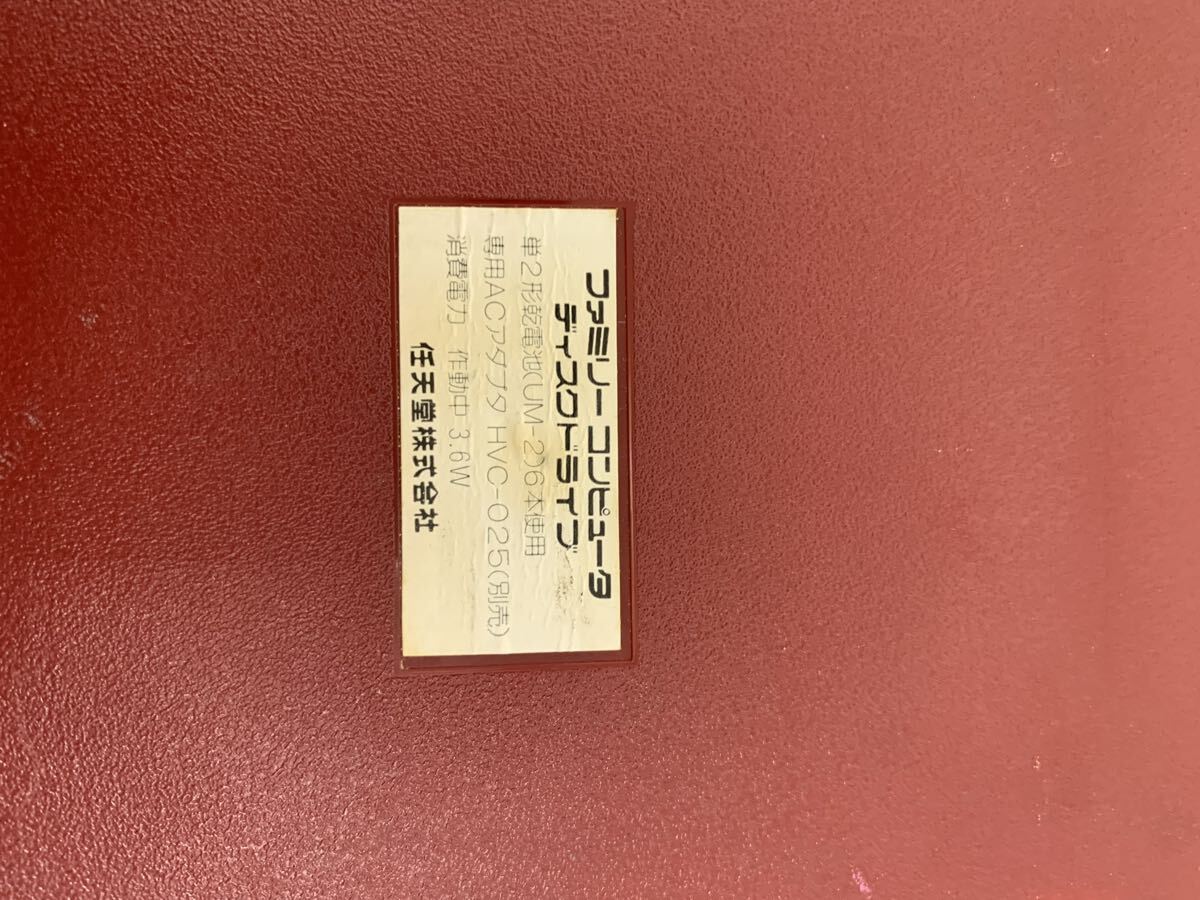 ファミリー コンピュータ
ディスクドライブ
単2形乾電池(UM-2)6本使用
専用ACアダプタ HVC-025(別売)
消費電力 作動中 3.6W
任天堂株式会社